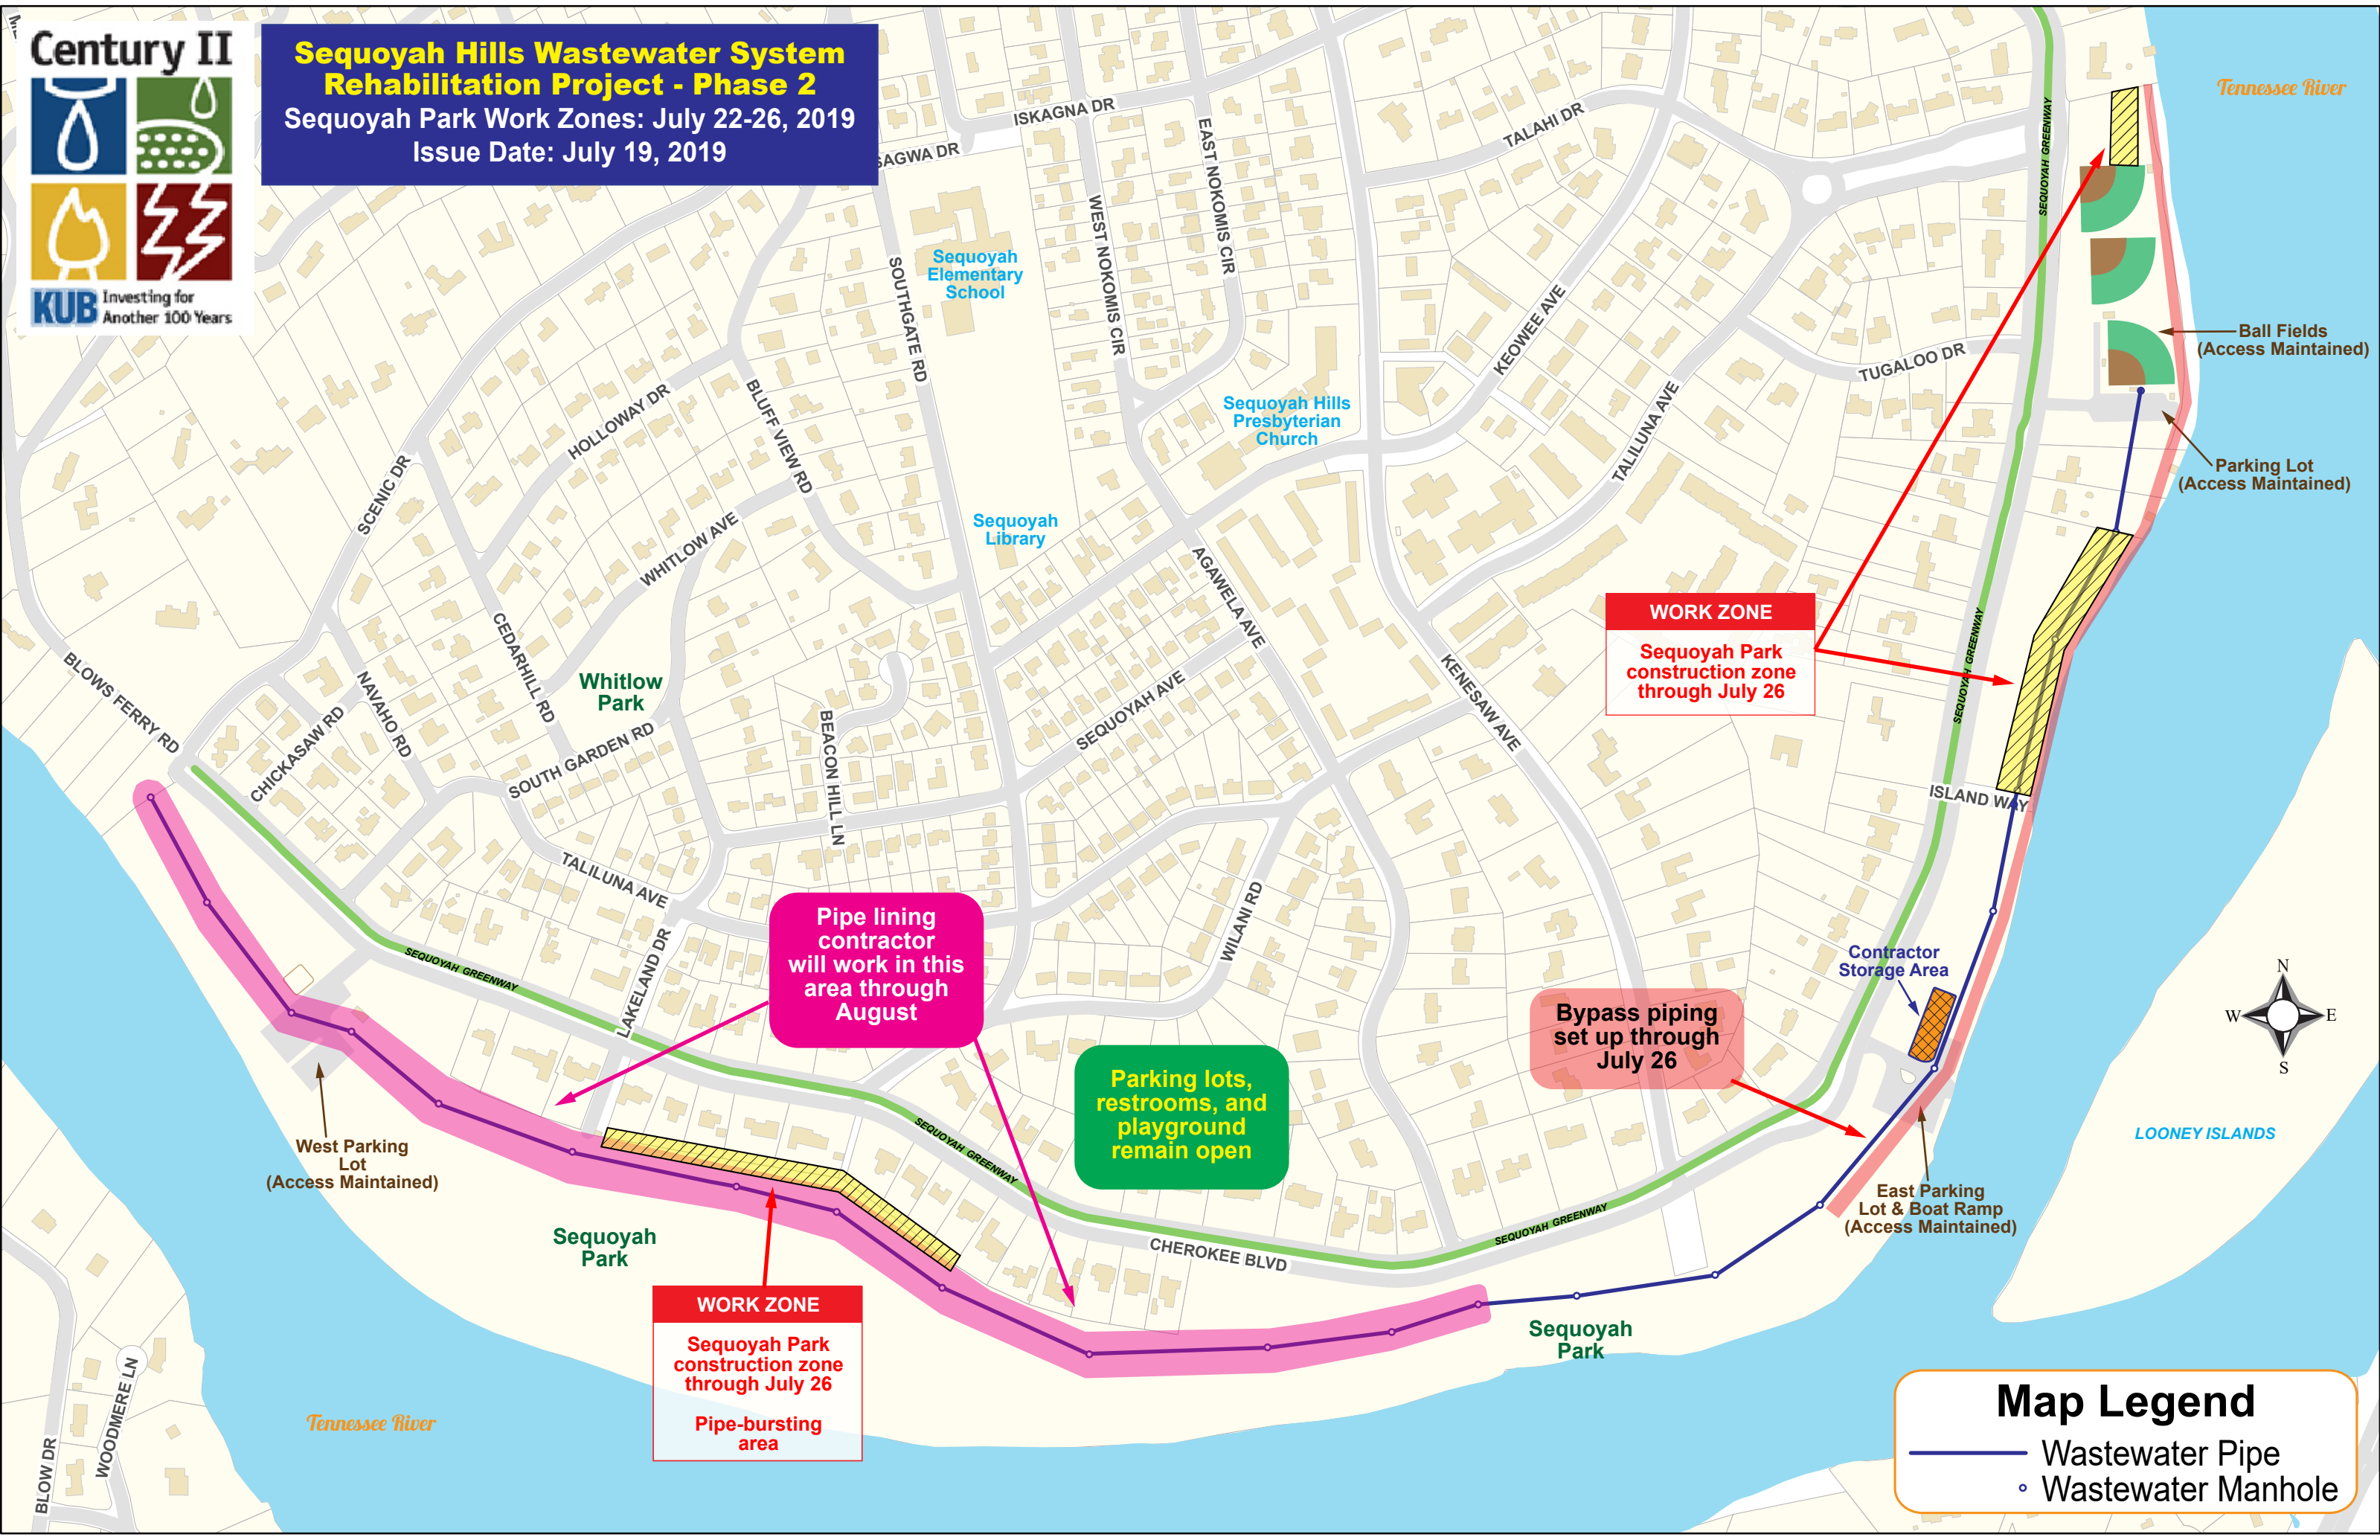 Century II
KUB Investing for
Another 100 Years
Sequoyah Hills Wastewater System
Rehabilitation Project - Phase 2
Sequoyah Park Work Zones: July 22-26, 2019
Issue Date: July 19, 2019
Tennessee River
ISKAGNA DR
SAGWA DR
EAST NOKOMIS CIR
WEST NOKOMIS CIR
TALAHI DR
SEQUOYAH GREENWAY
Sequoyah
Elementary
School
SOUTHGATE RD
KEOWEE AVE
TUGALOO DR
Ball Fields
(Access Maintained)
Parking Lot
(Access Maintained)
HOLLOWAY DR
BLUFF VIEW RD
Sequoyah Hills
Presbyterian
Church
TALILUNA AVE
SCENIC DR
WHITLOW AVE
Sequoyah
Library
AGAWELA AVE
WORK ZONE
Sequoyah Park
construction zone
through July 26
SEQUOYAH GREENWAY
CEDARHILL RD
BLOWS FERRY RD
NAVAHO RD
CHICKASAW RD
Whitlow
Park
SOUTH GARDEN RD
BEACON HILL LN
SEQUOYAH AVE
KENESAW AVE
ISLAND WAY
TALILUNA AVE
WILANI RD
LAKELAND DR
Pipe lining
contractor
will work in this
area through
August
SEQUOYAH GREENWAY
Contractor
Storage Area
Bypass piping
set up through
July 26
Parking lots,
restrooms, and
playground
remain open
N
W
E
S
LOONEY ISLANDS
West Parking
Lot
(Access Maintained)
SEQUOYAH GREENWAY
East Parking
Lot & Boat Ramp
(Access Maintained)
SEQUOYAH GREENWAY
CHEROKEE BLVD
Sequoyah
Park
WORK ZONE
Sequoyah Park
construction zone
through July 26
Pipe-bursting
area
Sequoyah
Park
Tennessee River
WOODMERE LN
BLOW DR
Map Legend
Wastewater Pipe
Wastewater Manhole